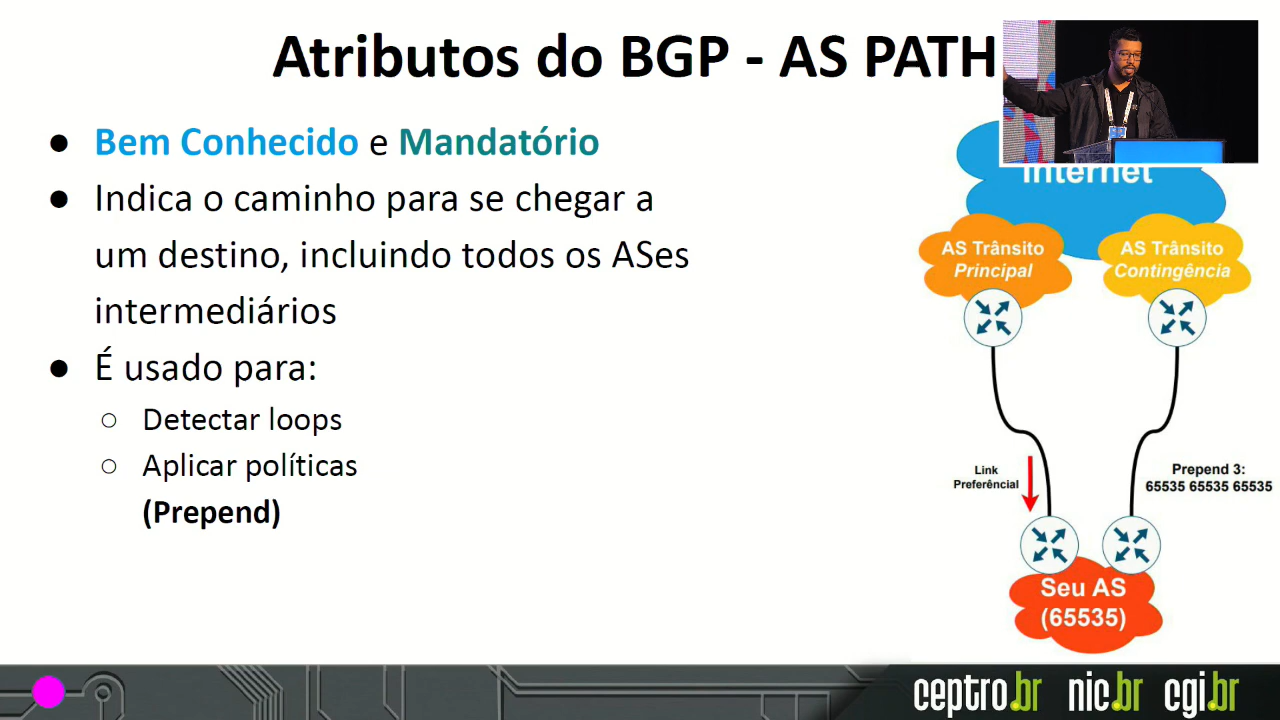 Atributos do BGP - AS PATH
● Bem Conhecido e Mandatório
● Indica o caminho para se chegar a
um destino, incluindo todos os ASes
intermediários
● É usado para:
○ Detectar loops
○ Aplicar políticas
(Prepend)
Internet
AS Trânsito
Principal
AS Trânsito
Contingência
Link
Preferêncial
Prepend 3:
65535 65535 65535
Seu AS
(65535)
ceptro.br nic.br cgi.br